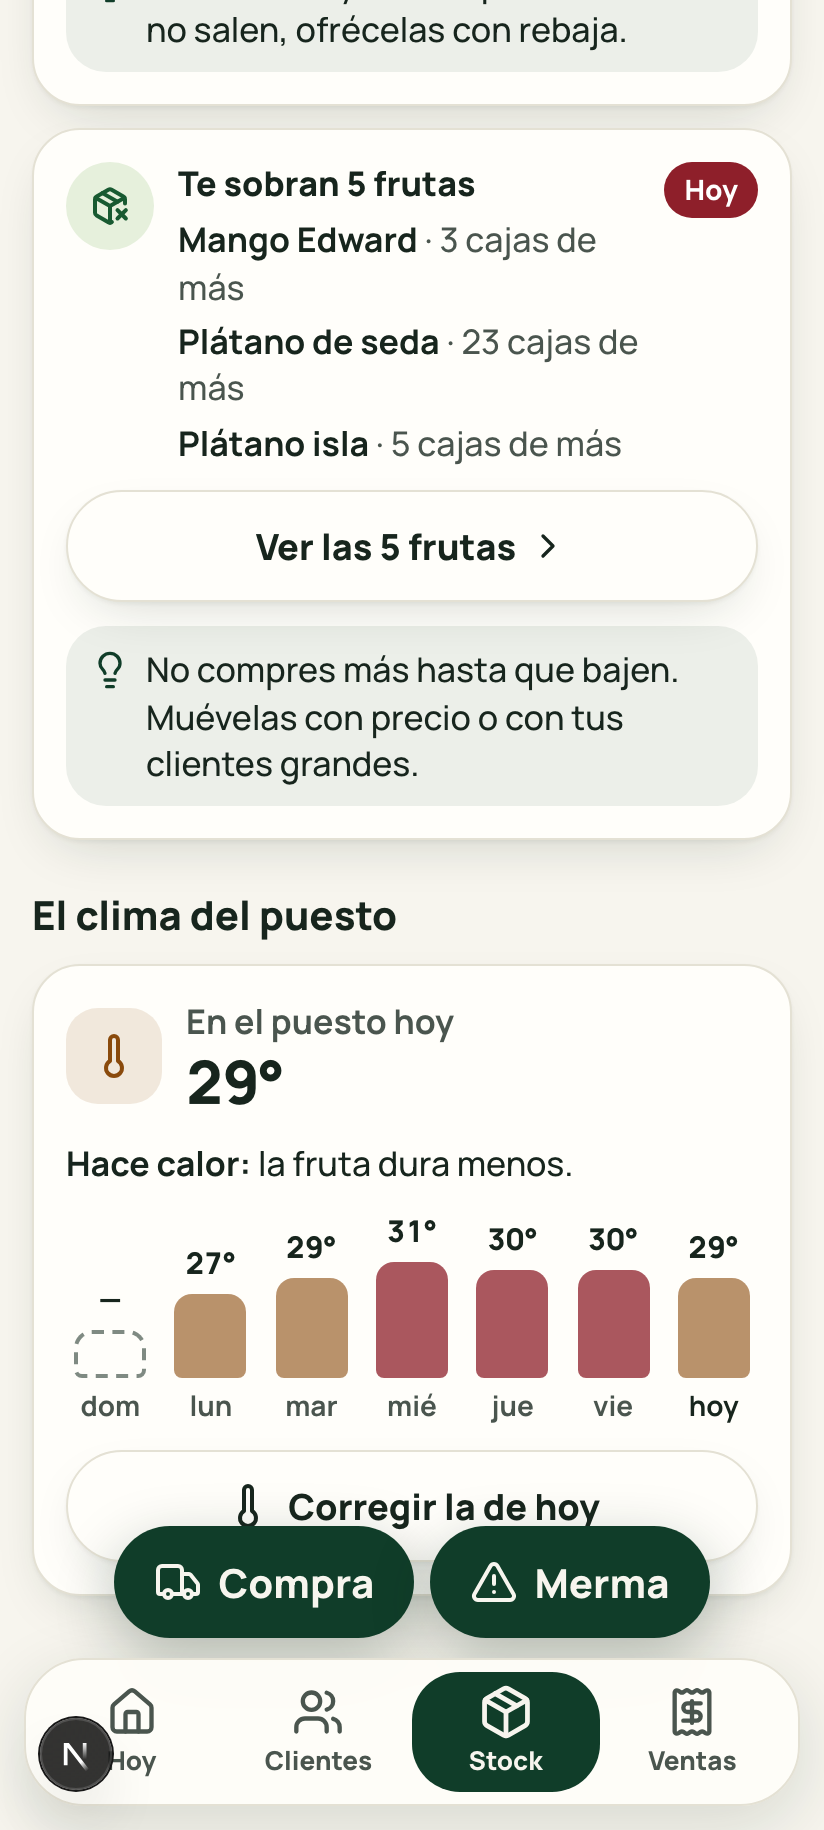 no salen, ofrécelas con rebaja.
Te sobran 5 frutas
Hoy
Mango Edward · 3 cajas de
más
Plátano de seda · 23 cajas de
más
Plátano isla · 5 cajas de más
Ver las 5 frutas
No compres más hasta que bajen.
Muévelas con precio o con tus
clientes grandes.
El clima del puesto
En el puesto hoy
29°
Hace calor: la fruta dura menos.
– 27° 29° 31° 30° 30° 29°
dom lun mar mié jue vie hoy
Corregir la de hoy
Compra Merma
N
Hoy Clientes Stock Ventas